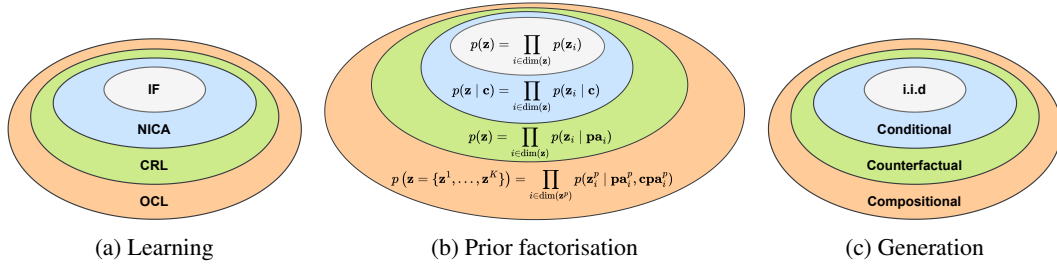 IF
NICA
CRL
OCL
p(z) = ∏_{i∈dim(z)} p(z_i)
p(z | c) = ∏_{i∈dim(z)} p(z_i | c)
p(z) = ∏_{i∈dim(z)} p(z_i | pa_i)
p (z = {z^1, . . . , z^K}) = ∏_{i∈dim(z^p)} p(z_i^p | pa_i^p, cpa_i^p)
i.i.d
Conditional
Counterfactual
Compositional
(a) Learning
(b) Prior factorisation
(c) Generation